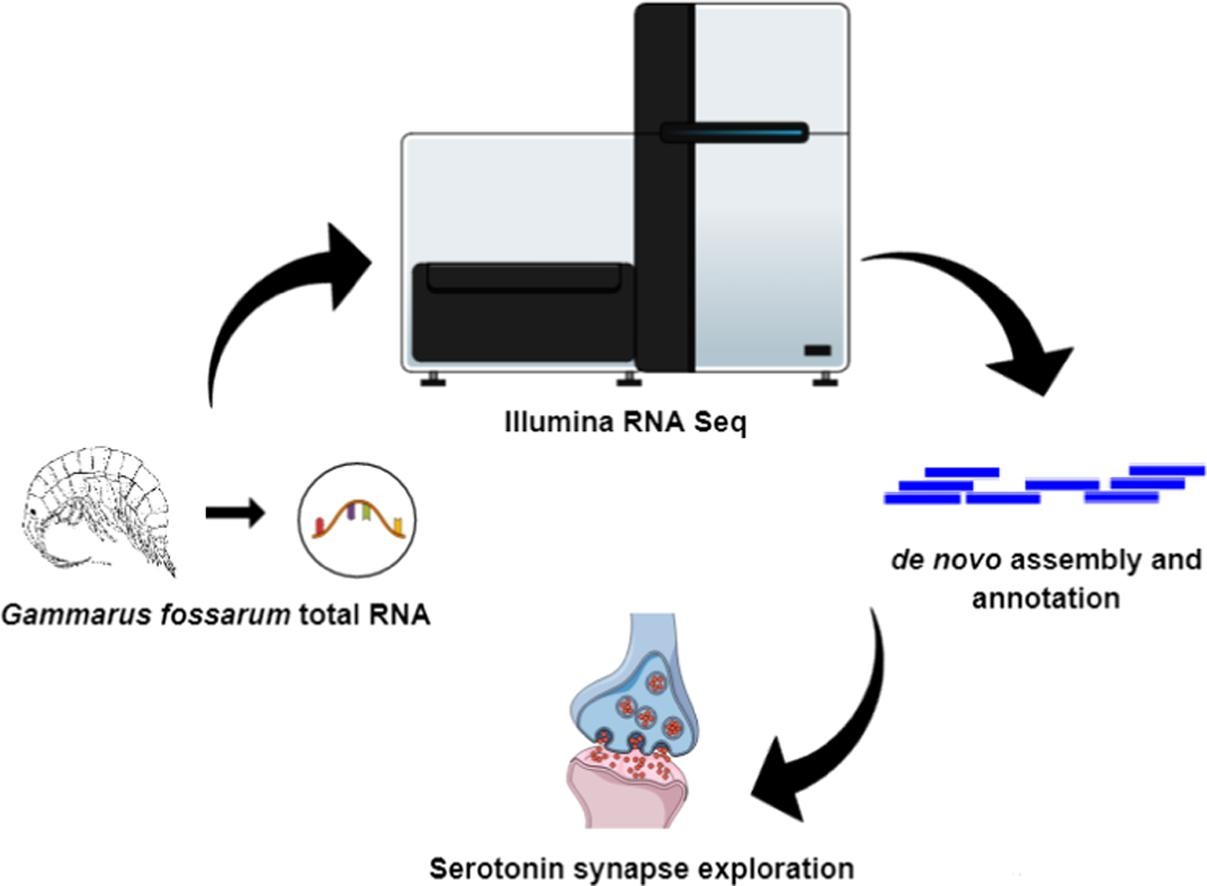 Illumina RNA Seq
Gammarus fossarum total RNA
de novo assembly and
annotation
Serotonin synapse exploration